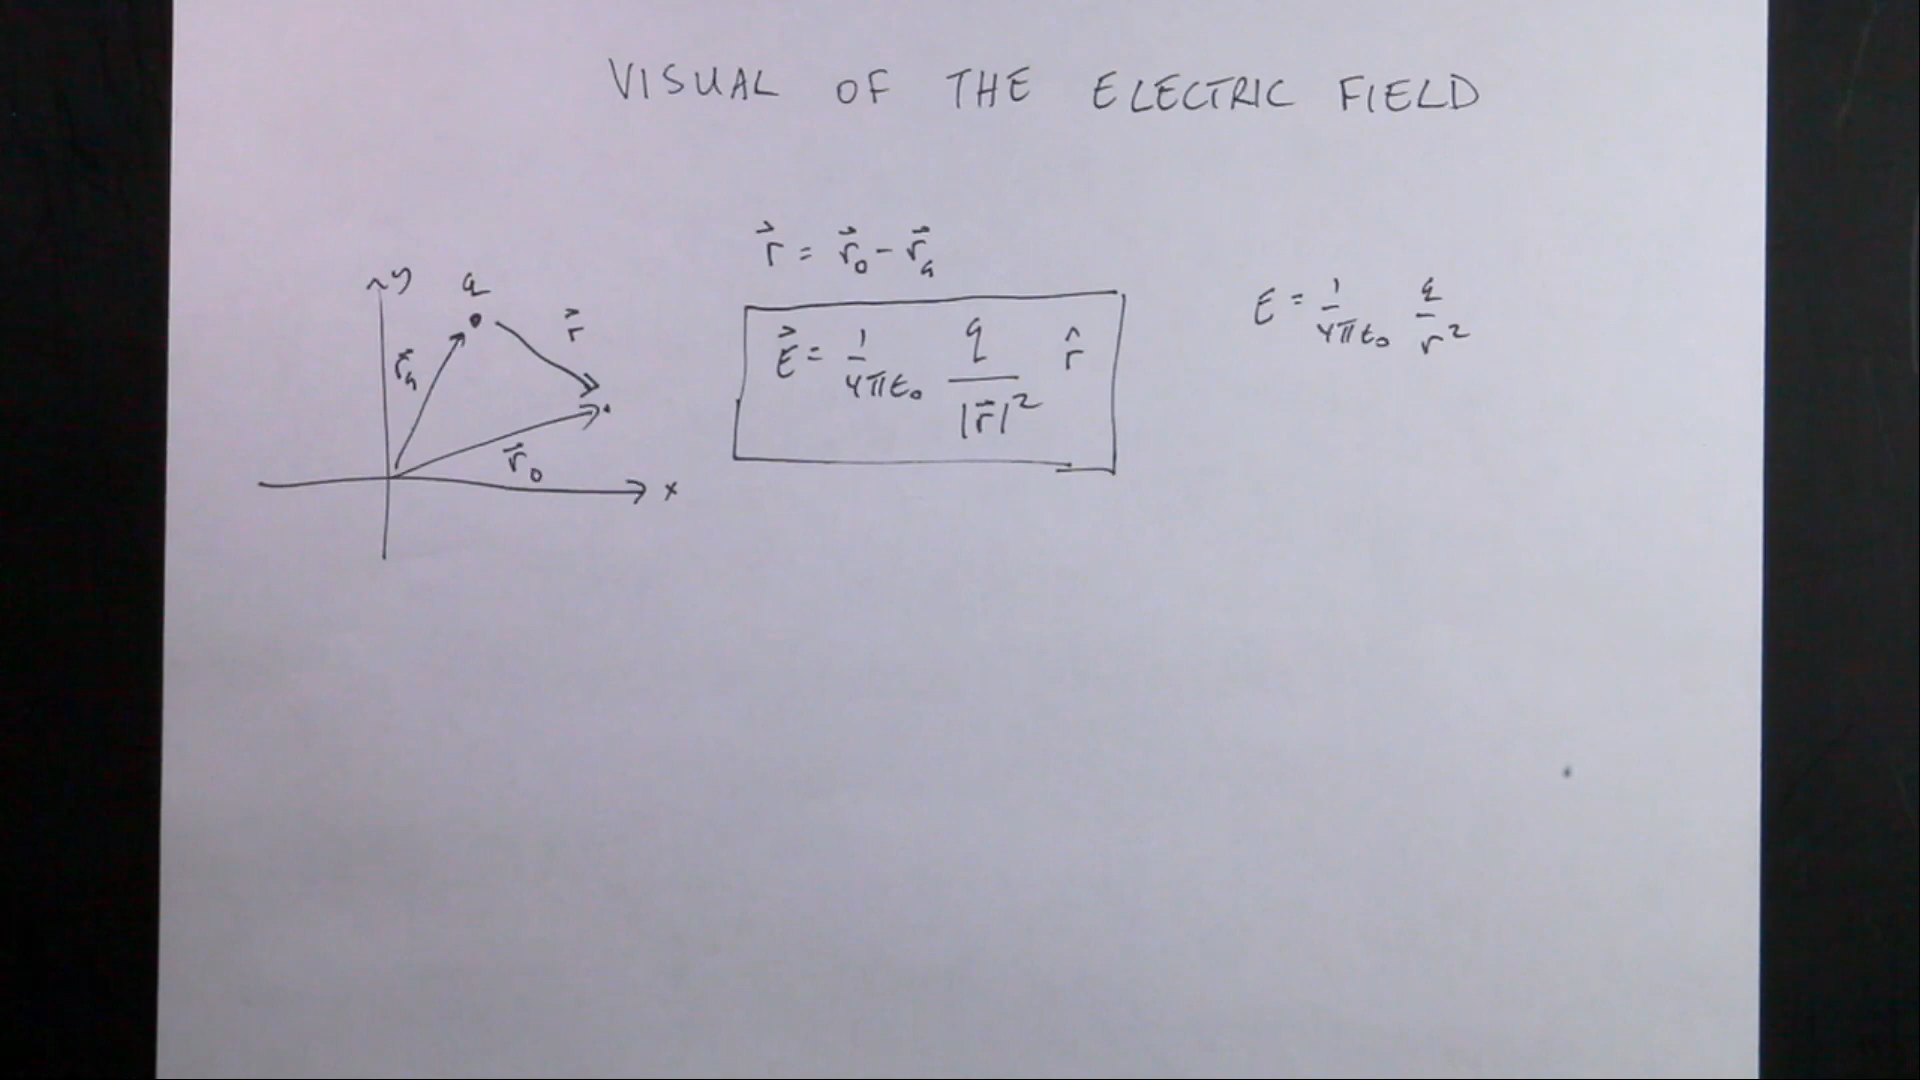 VISUAL OF THE ELECTRIC FIELD
r⃗ = r⃗₀ - r⃗q
y
q
r⃗
r⃗q
r⃗₀
x
E⃗ = 1/4πε₀ q/|r⃗|² r̂
E = 1/4πε₀ q/r²